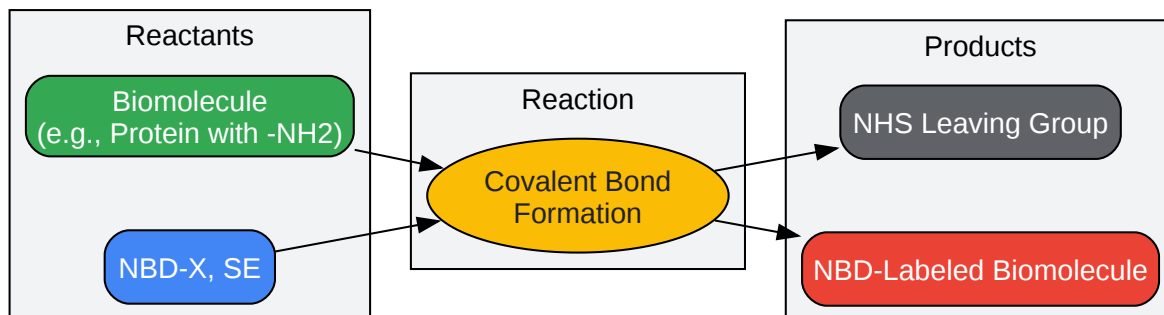 Reactants
Biomolecule
(e.g., Protein with -NH2)
NBD-X, SE
Reaction
Covalent Bond
Formation
Products
NHS Leaving Group
NBD-Labeled Biomolecule